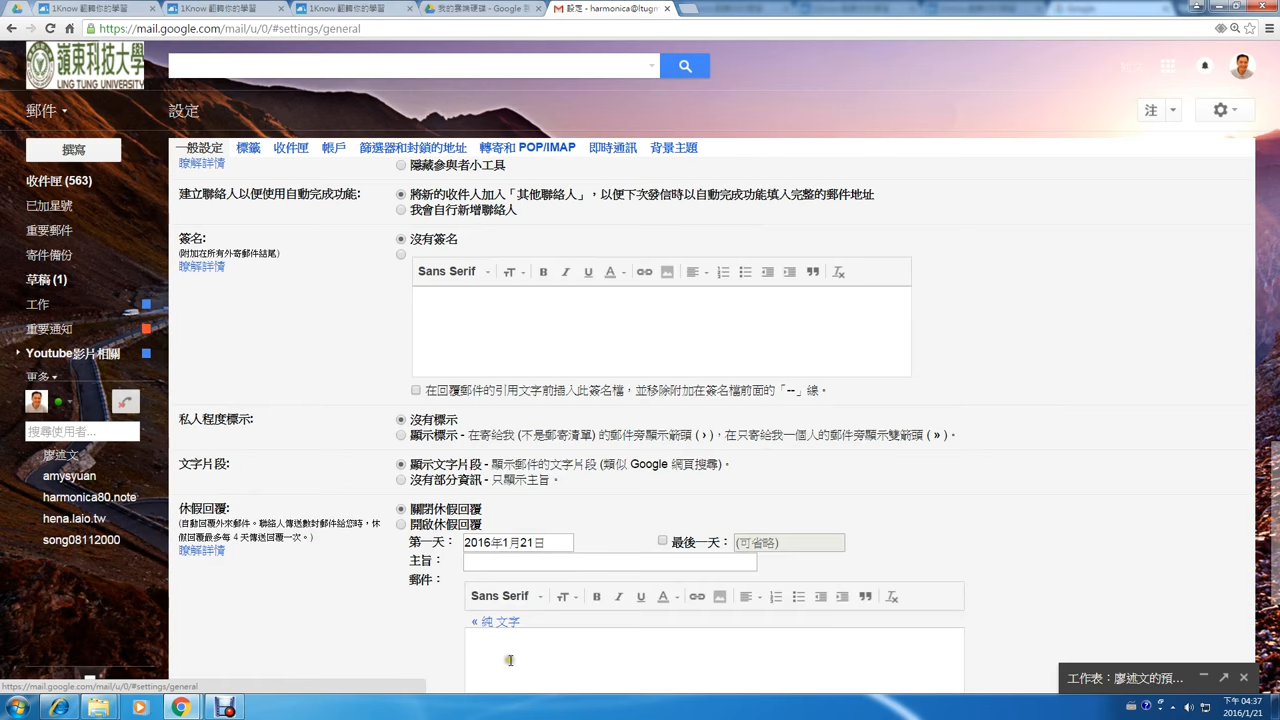 1Know 翻轉你的學習
1Know 翻轉你的學習
1Know 翻轉你的學習
我的雲端硬碟 - Google
設定 - harmonica@ltugm
https://mail.google.com/mail/u/0/#settings/general
嶺東科技大學
LING TUNG UNIVERSITY
郵件
設定
注
撰寫
一般設定 標籤 收件匣 帳戶 篩選器和封鎖的地址 轉寄和 POP/IMAP 即時通訊 背景主題
瞭解詳情
隱藏參與者小工具
收件匣 (563)
已加星號
重要郵件
寄件備份
草稿 (1)
工作
重要通知
Youtube影片相關
更多
搜尋使用者...
廖述文
amysyuan
harmonica80.note
hena.laio.tw
song08112000
建立聯絡人以便使用自動完成功能:
將新的收件人加入「其他聯絡人」，以便下次發信時以自動完成功能填入完整的郵件地址
我會自行新增聯絡人
簽名:
(附加在所有外寄郵件結尾)
瞭解詳情
沒有簽名
Sans Serif
在回覆郵件的引用文字前插入此簽名檔，並移除附加在簽名檔前面的「--」線。
私人程度標示:
沒有標示
顯示標示 - 在寄給我 (不是郵寄清單) 的郵件旁顯示箭頭 ( › )，在只寄給我一個人的郵件旁顯示雙箭頭 ( » )。
文字片段:
顯示文字片段 - 顯示郵件的文字片段 (類似 Google 網頁搜尋)。
沒有部分資訊 - 只顯示主旨。
休假回覆:
(自動回覆外來郵件。聯絡人傳送數封郵件給您時，休
假回覆最多每 4 天傳送回覆一次。)
瞭解詳情
關閉休假回覆
開啟休假回覆
第一天： 2016年1月21日 最後一天： (可省略)
主旨：
郵件：
Sans Serif
« 純文字
工作表：廖述文的預...
https://mail.google.com/mail/u/0/#settings/general
下午 04:37
2016/1/21